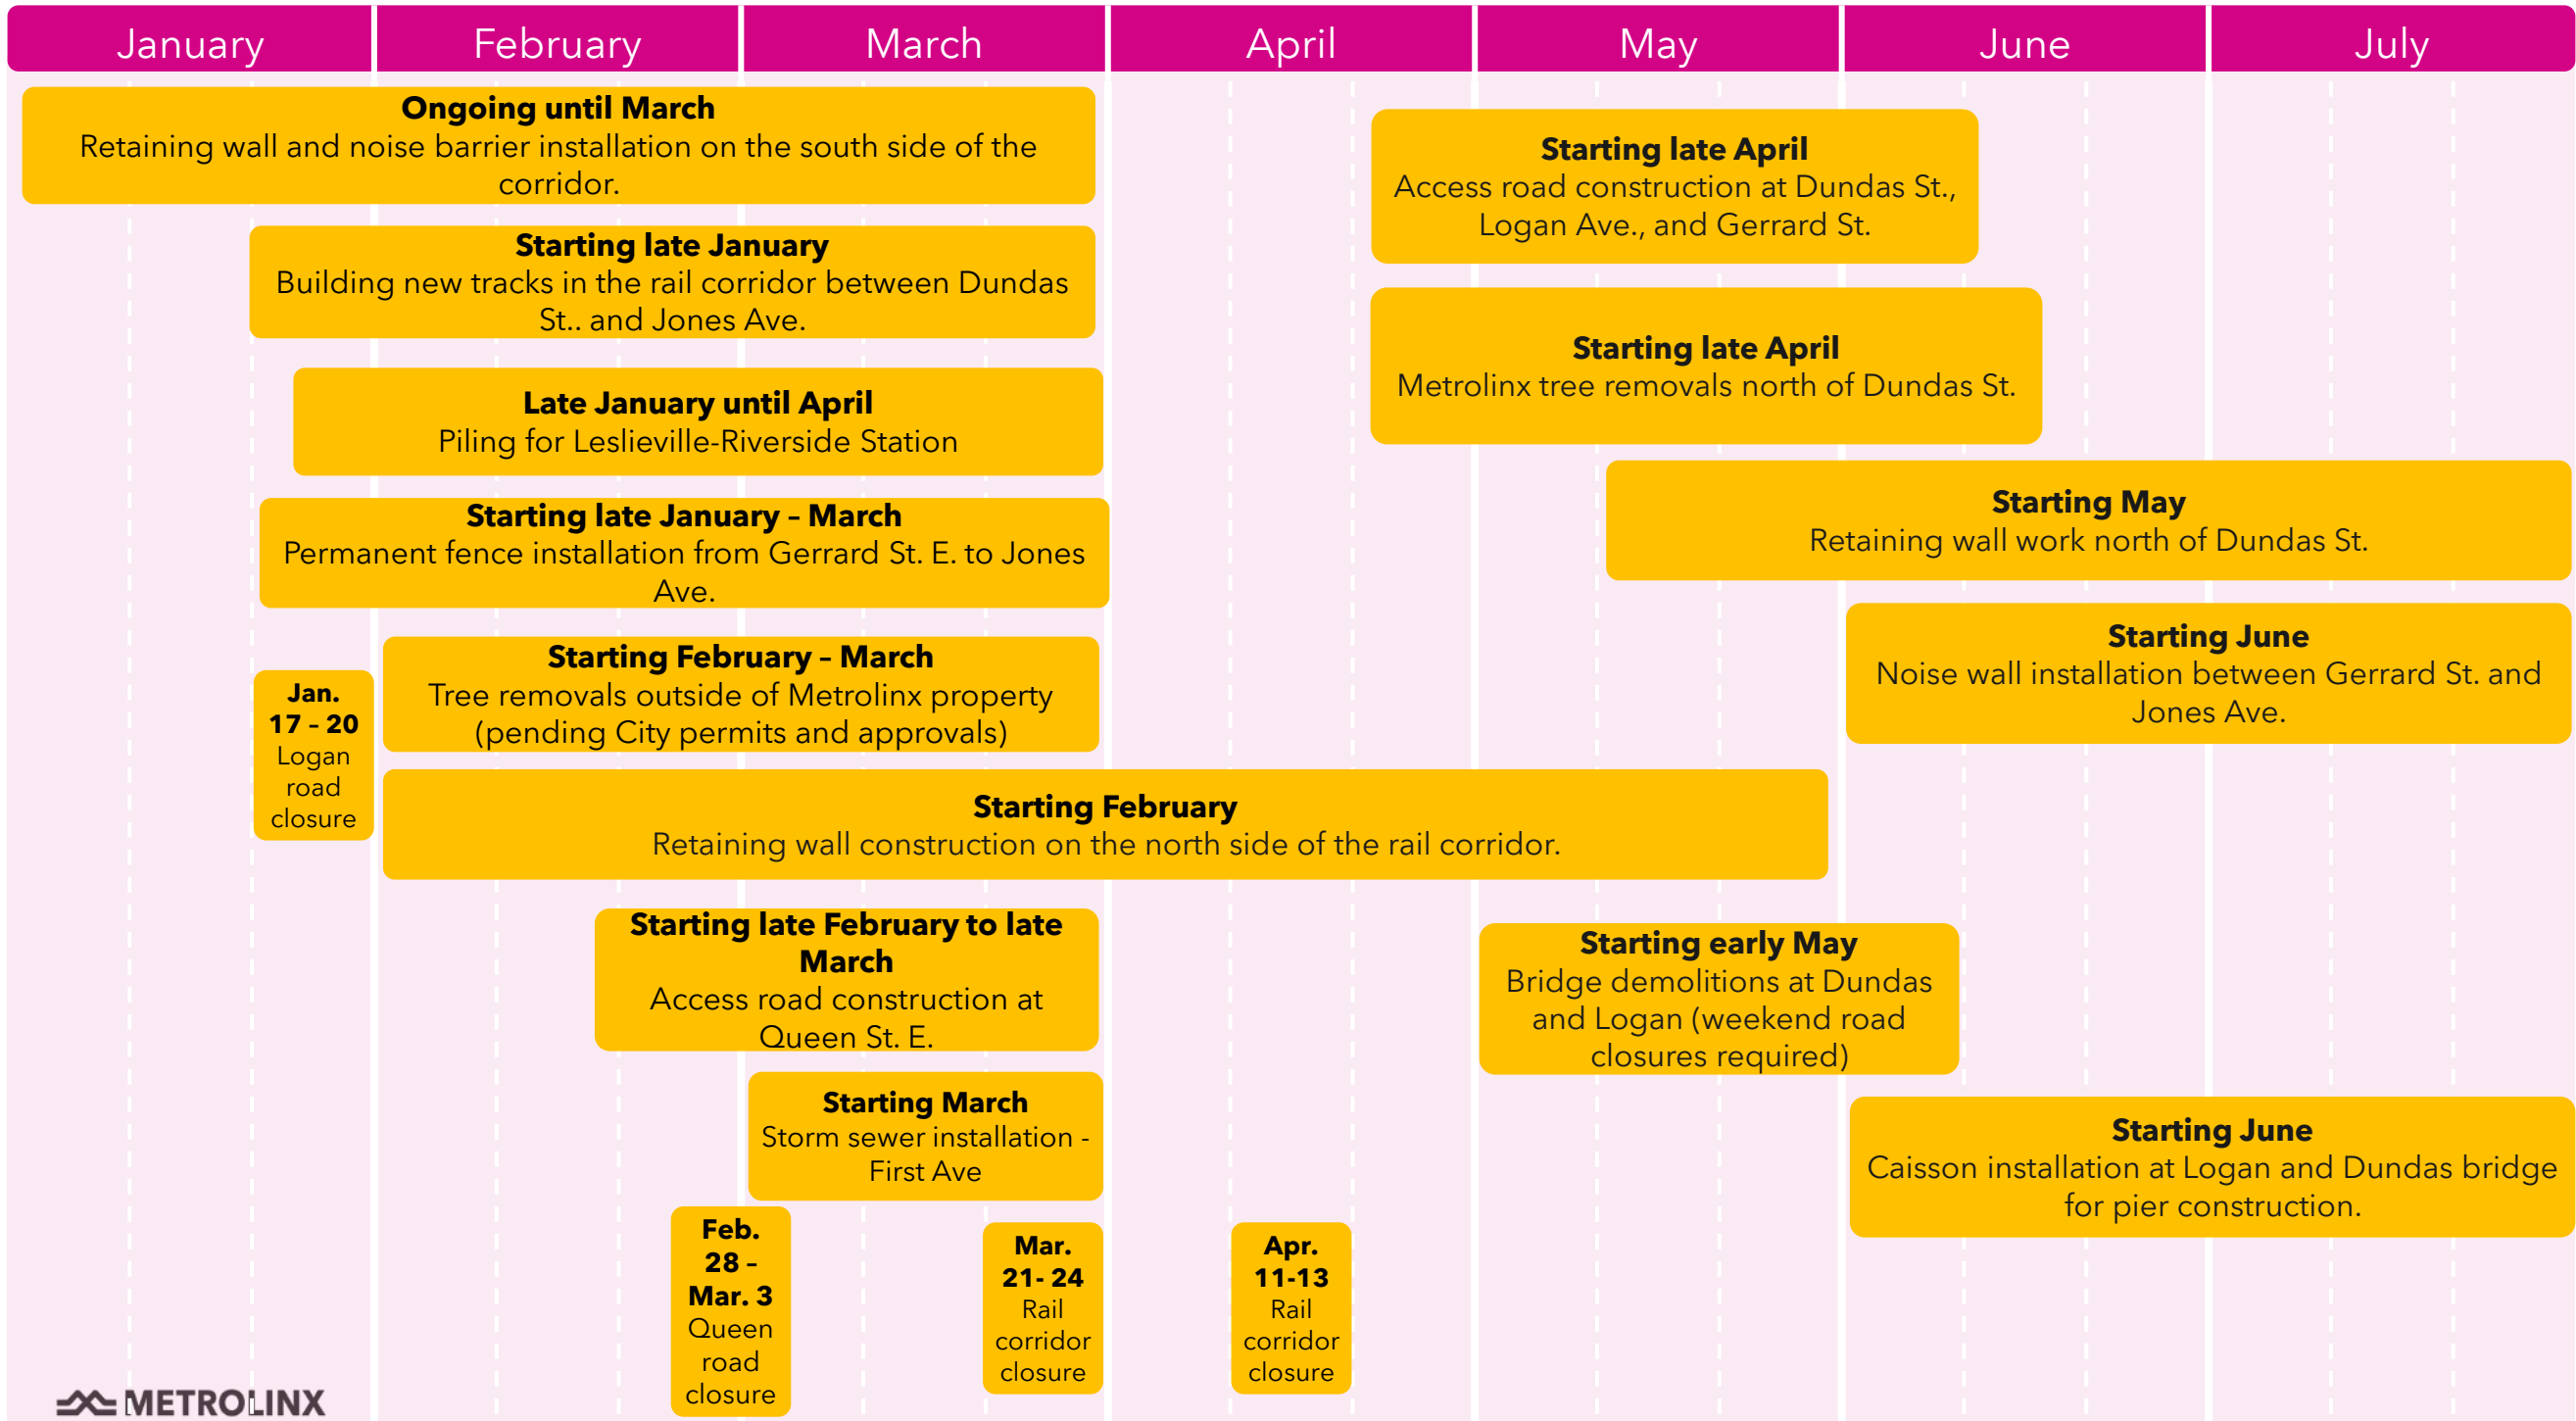 January
February
March
April
May
June
July
Ongoing until March
Retaining wall and noise barrier installation on the south side of the
corridor.
Starting late January
Building new tracks in the rail corridor between Dundas
St.. and Jones Ave.
Late January until April
Piling for Leslieville-Riverside Station
Starting late January – March
Permanent fence installation from Gerrard St. E. to Jones
Ave.
Jan.
17 – 20
Logan
road
closure
Starting February – March
Tree removals outside of Metrolinx property
(pending City permits and approvals)
Starting February
Retaining wall construction on the north side of the rail corridor.
Starting late February to late
March
Access road construction at
Queen St. E.
Starting March
Storm sewer installation -
First Ave
Feb.
28 –
Mar. 3
Queen
road
closure
Mar.
21- 24
Rail
corridor
closure
Apr.
11-13
Rail
corridor
closure
Starting late April
Access road construction at Dundas St.,
Logan Ave., and Gerrard St.
Starting late April
Metrolinx tree removals north of Dundas St.
Starting May
Retaining wall work north of Dundas St.
Starting June
Noise wall installation between Gerrard St. and
Jones Ave.
Starting early May
Bridge demolitions at Dundas
and Logan (weekend road
closures required)
Starting June
Caisson installation at Logan and Dundas bridge
for pier construction.
METROLINX